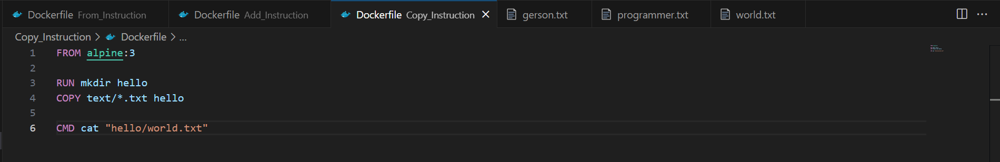 Dockerfile From_Instruction Dockerfile Add_Instruction Dockerfile Copy_Instruction gerson.txt programmer.txt world.txt
Copy_Instruction > Dockerfile > ...
1 FROM alpine:3
2
3 RUN mkdir hello
4 COPY text/*.txt hello
5
6 CMD cat "hello/world.txt"